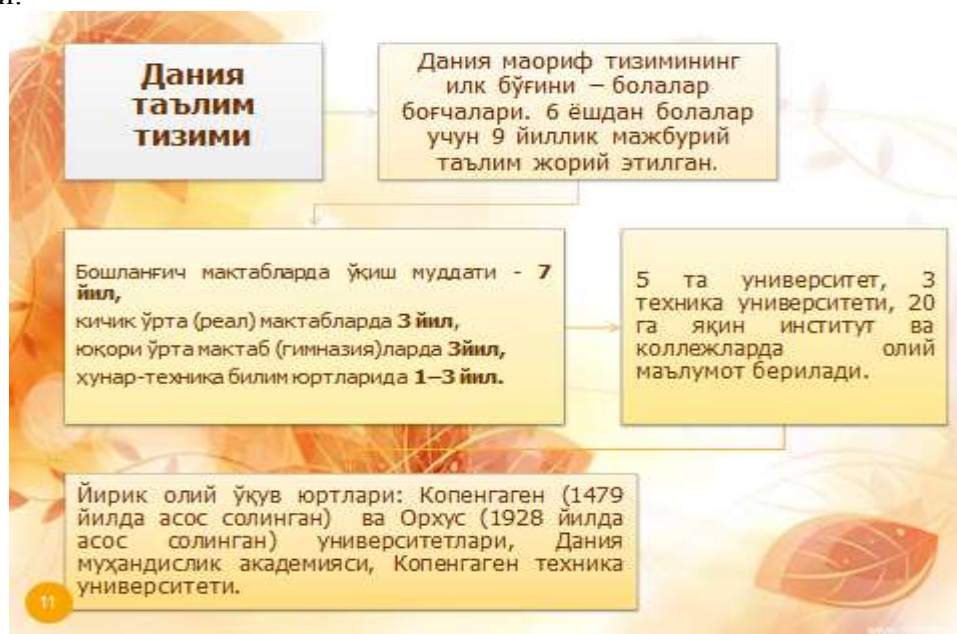 Дания
таълим
тизими
Дания маориф тизимининг
илк бўғини – болалар
боғчалари. 6 ёшдан болалар
учун 9 йиллик мажбурий
таълим жорий этилган.
Бошланғич мактабларда ўқиш муддати - 7
йил,
кичик ўрта (реал) мактабларда 3 йил,
юқори ўрта мактаб (гимназия)ларда 3йил,
ҳунар-техника билим юртларида 1–3 йил.
5 та университет, 3
техника университети, 20
га яқин институт ва
коллежларда олий
маълумот берилади.
Йирик олий ўқув юртлари: Копенгаген (1479
йилда асос солинган) ва Орхус (1928 йилда
асос солинган) университетлари, Дания
муҳандислик академияси, Копенгаген техника
университети.
11